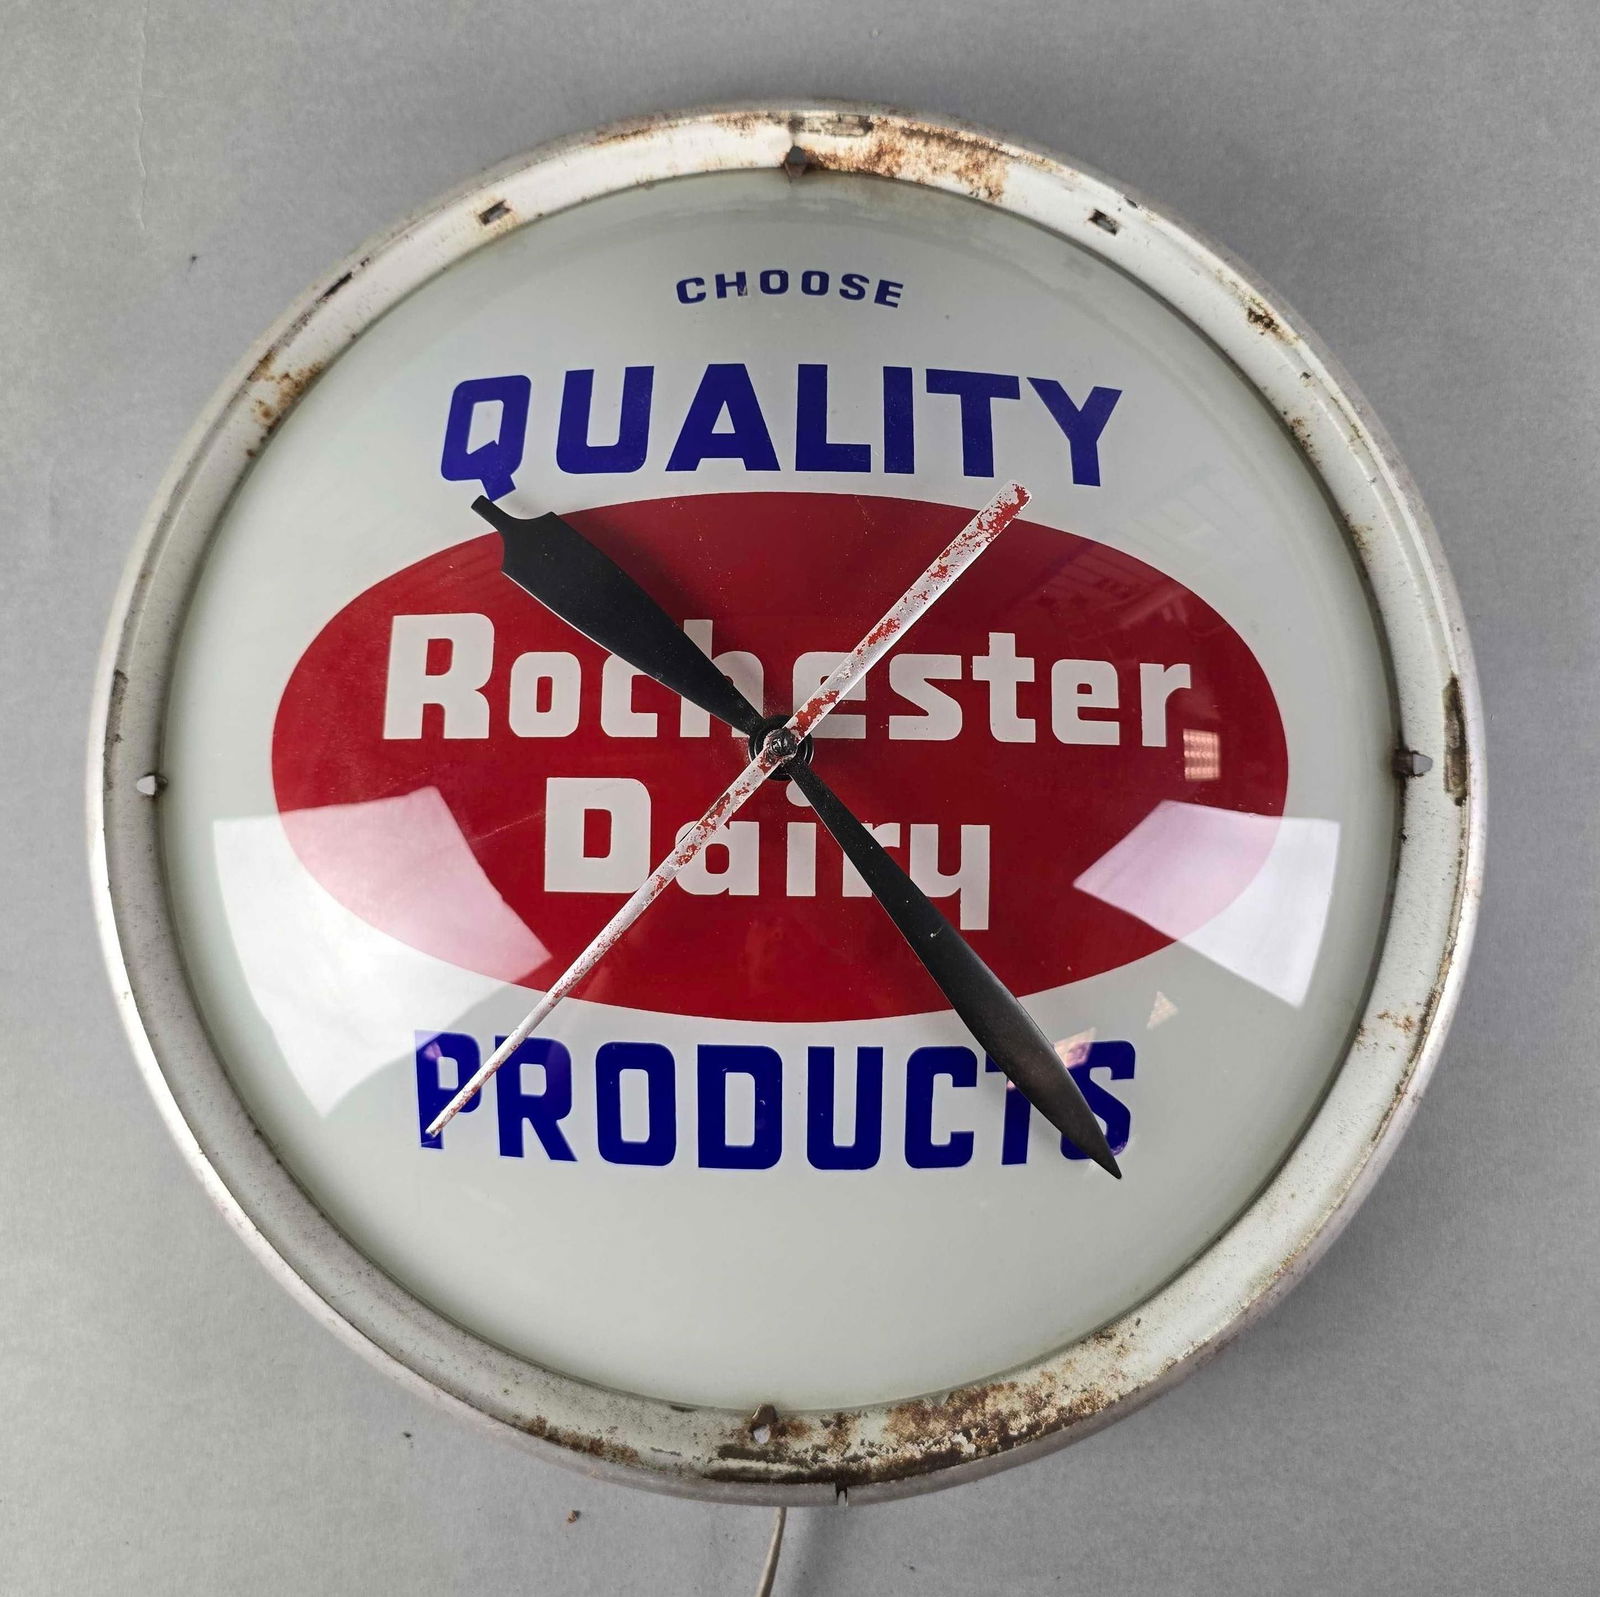 CHOOSE
QUALITY
Rochester
Dairy
PRODUCTS